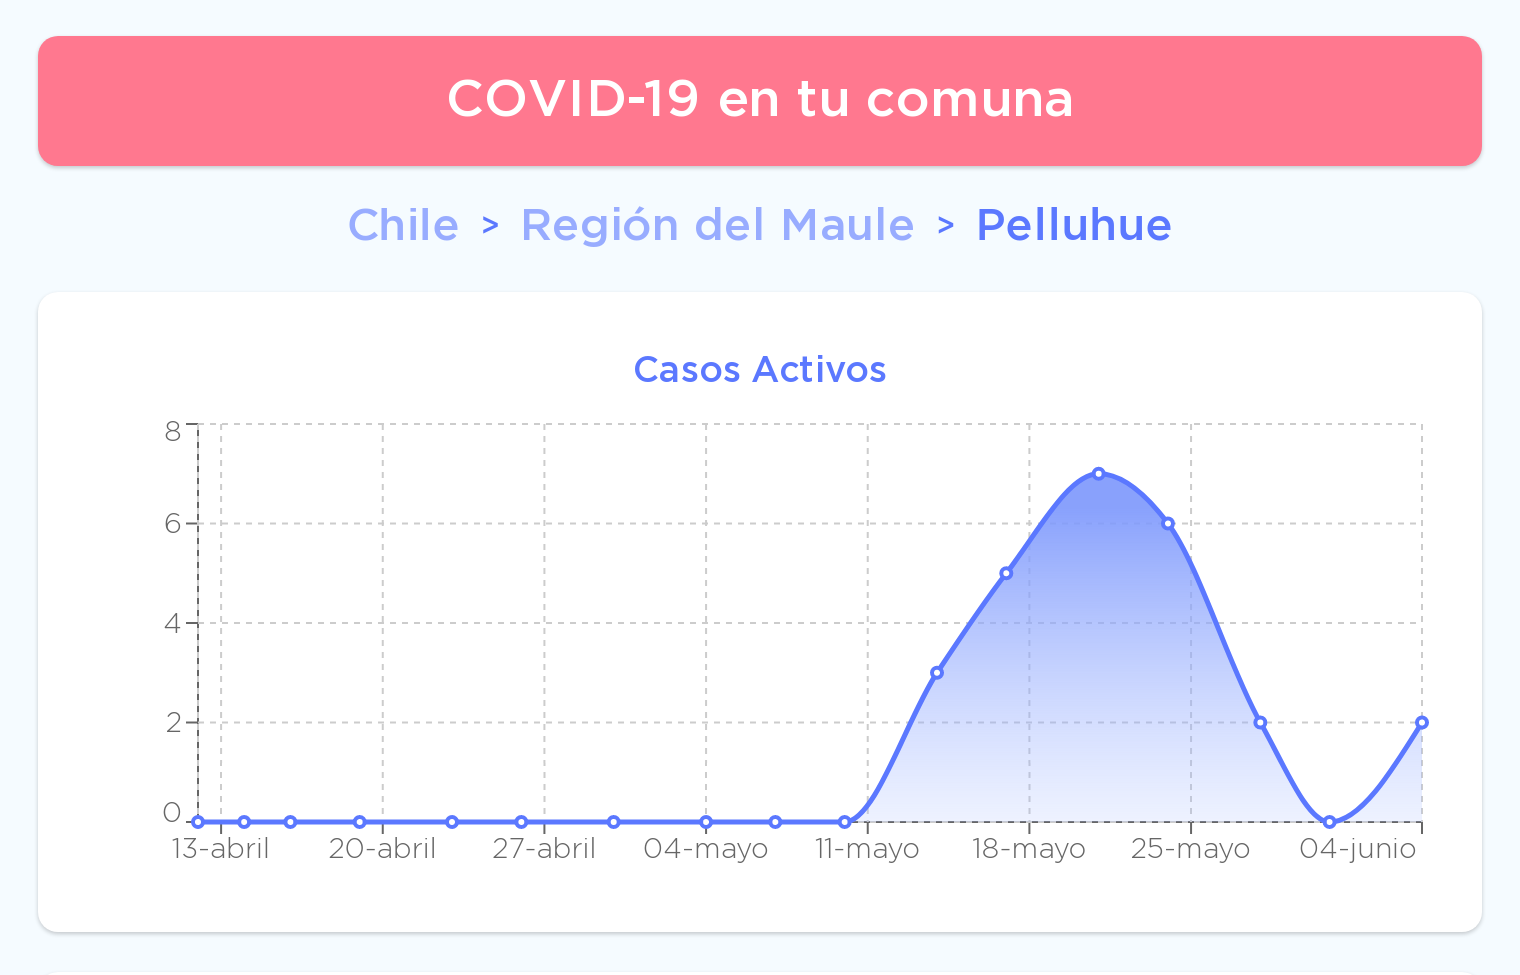 COVID-19 en tu comuna
Chile > Región del Maule > Pelluhue
Casos Activos
8
6
4
2
0
13-abril 20-abril 27-abril 04-mayo 11-mayo 18-mayo 25-mayo 04-junio